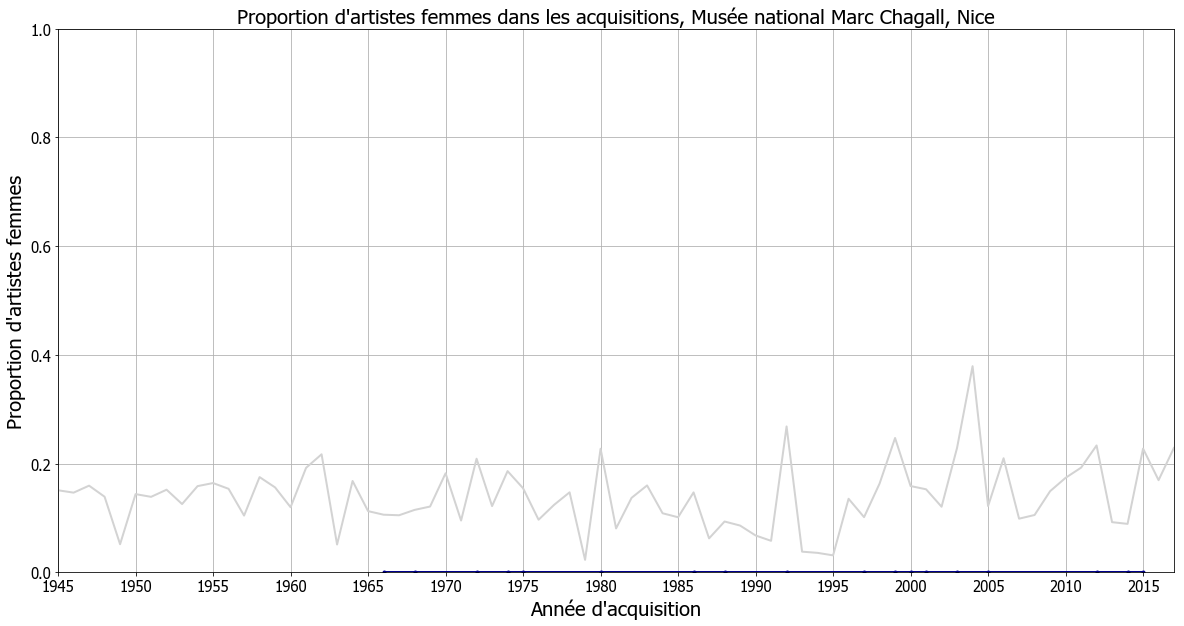 Proportion d'artistes femmes dans les acquisitions, Musée national Marc Chagall, Nice
1.0
0.8
0.6
0.4
0.2
0.0
Proportion d'artistes femmes
1945 1950 1955 1960 1965 1970 1975 1980 1985 1990 1995 2000 2005 2010 2015
Année d'acquisition